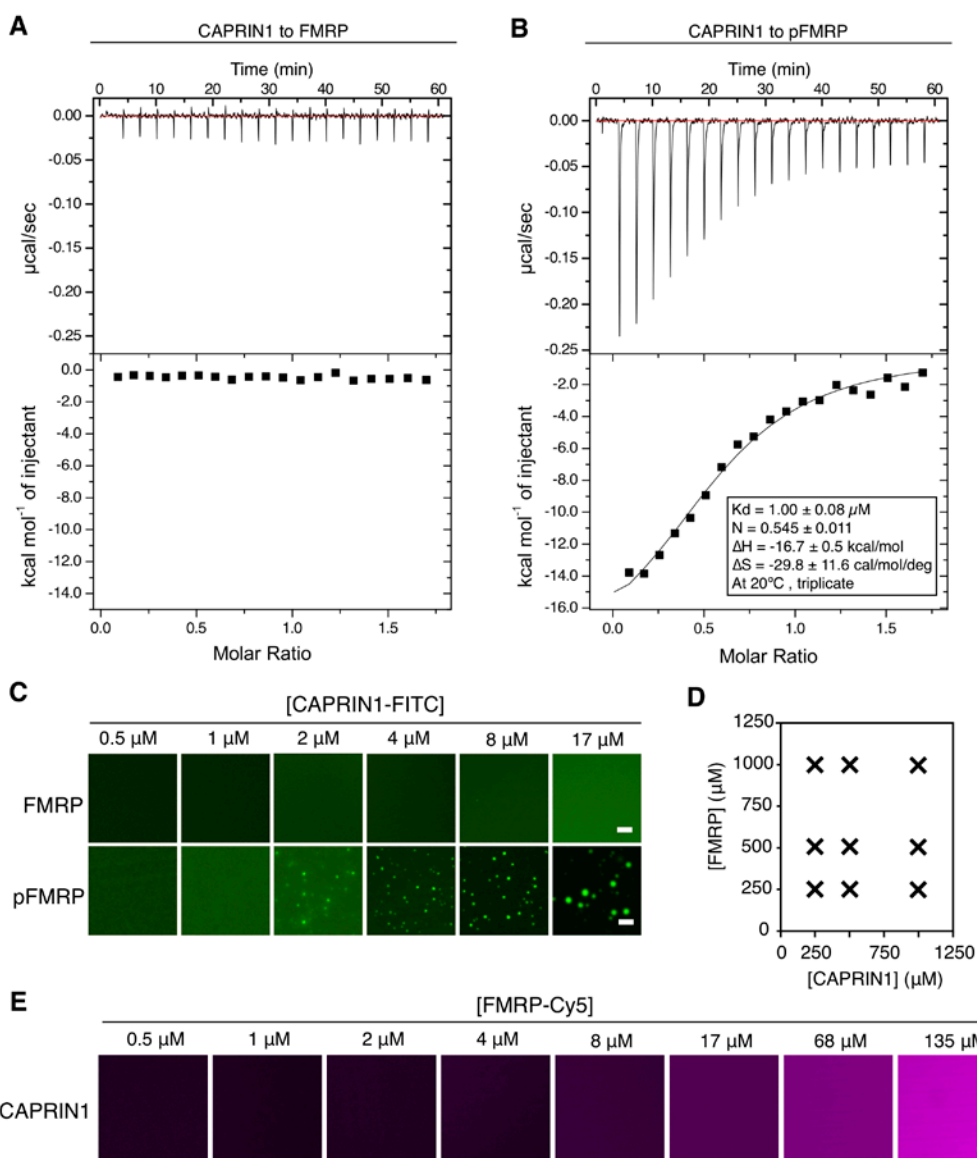 A
CAPRIN1 to FMRP
Time (min)
0 10 20 30 40 50 60
0.00
-0.05
-0.10
-0.15
-0.20
-0.25
µcal/sec
0.0
-2.0
-4.0
-6.0
-8.0
-10.0
-12.0
-14.0
kcal mol⁻¹ of injectant
0.0 0.5 1.0 1.5
Molar Ratio
B
CAPRIN1 to pFMRP
Time (min)
0 10 20 30 40 50 60
0.00
-0.05
-0.10
-0.15
-0.20
-0.25
µcal/sec
-2.0
-4.0
-6.0
-8.0
-10.0
-12.0
-14.0
-16.0
kcal mol⁻¹ of injectant
Kd = 1.00 ± 0.08 µM
N = 0.545 ± 0.011
ΔH = -16.7 ± 0.5 kcal/mol
ΔS = -29.8 ± 11.6 cal/mol/deg
At 20°C , triplicate
0.0 0.5 1.0 1.5
Molar Ratio
C
[CAPRIN1-FITC]
0.5 µM 1 µM 2 µM 4 µM 8 µM 17 µM
FMRP
pFMRP
D
1250
1000
750
500
250
0
[FMRP] (µM)
0 250 750 1250
[CAPRIN1] (µM)
E
[FMRP-Cy5]
0.5 µM 1 µM 2 µM 4 µM 8 µM 17 µM 68 µM 135 µM
CAPRIN1